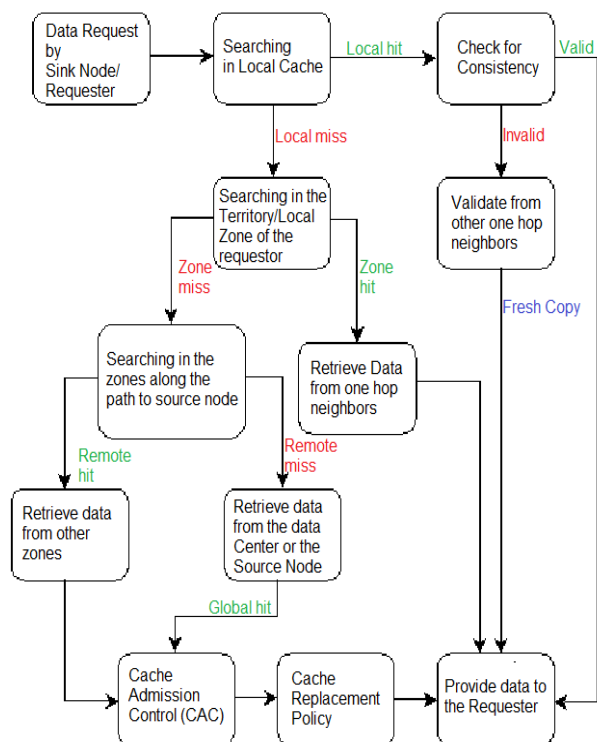 Data Request
by
Sink Node/
Requester
Searching
in Local Cache
Local hit
Check for
Consistency
Valid
Local miss
Invalid
Searching in the
Territory/Local
Zone of the
requestor
Validate from
other one hop
neighbors
Zone
miss
Zone
hit
Fresh Copy
Searching in the
zones along the
path to source node
Retrieve Data
from one hop
neighbors
Remote
hit
Remote
miss
Retrieve data
from other
zones
Retrieve data
from the data
Center or the
Source Node
Global hit
Cache
Admission
Control (CAC)
Cache
Replacement
Policy
Provide data to
the Requester